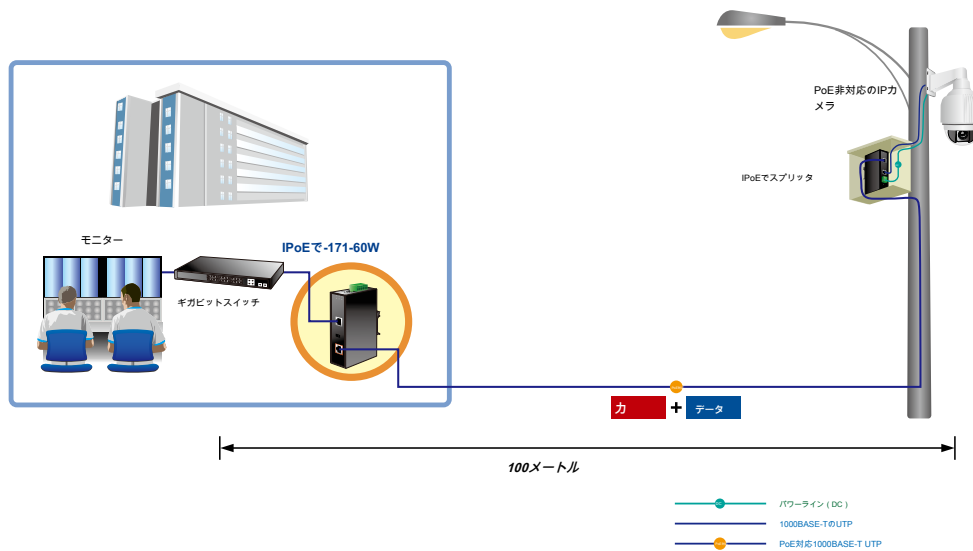 PoE非対応のIPカ
メラ
IPoEでスプリッタ
モニター
IPoEで-171-60W
ギガビットスイッチ
力 + データ
100メートル
パワーライン ( DC )
1000BASE-TのUTP
PoE対応1000BASE-T UTP